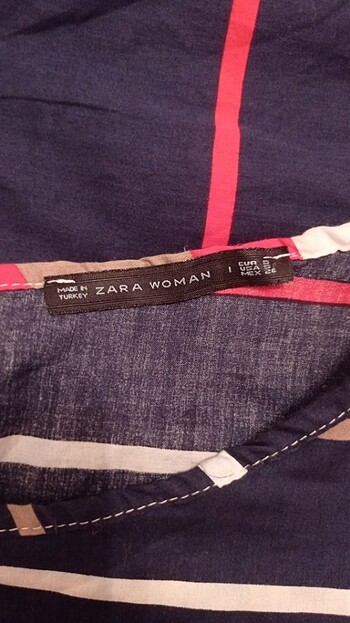 MADE IN
TURKEY
ZARA WOMAN
EUR S
USA S
MEX 26